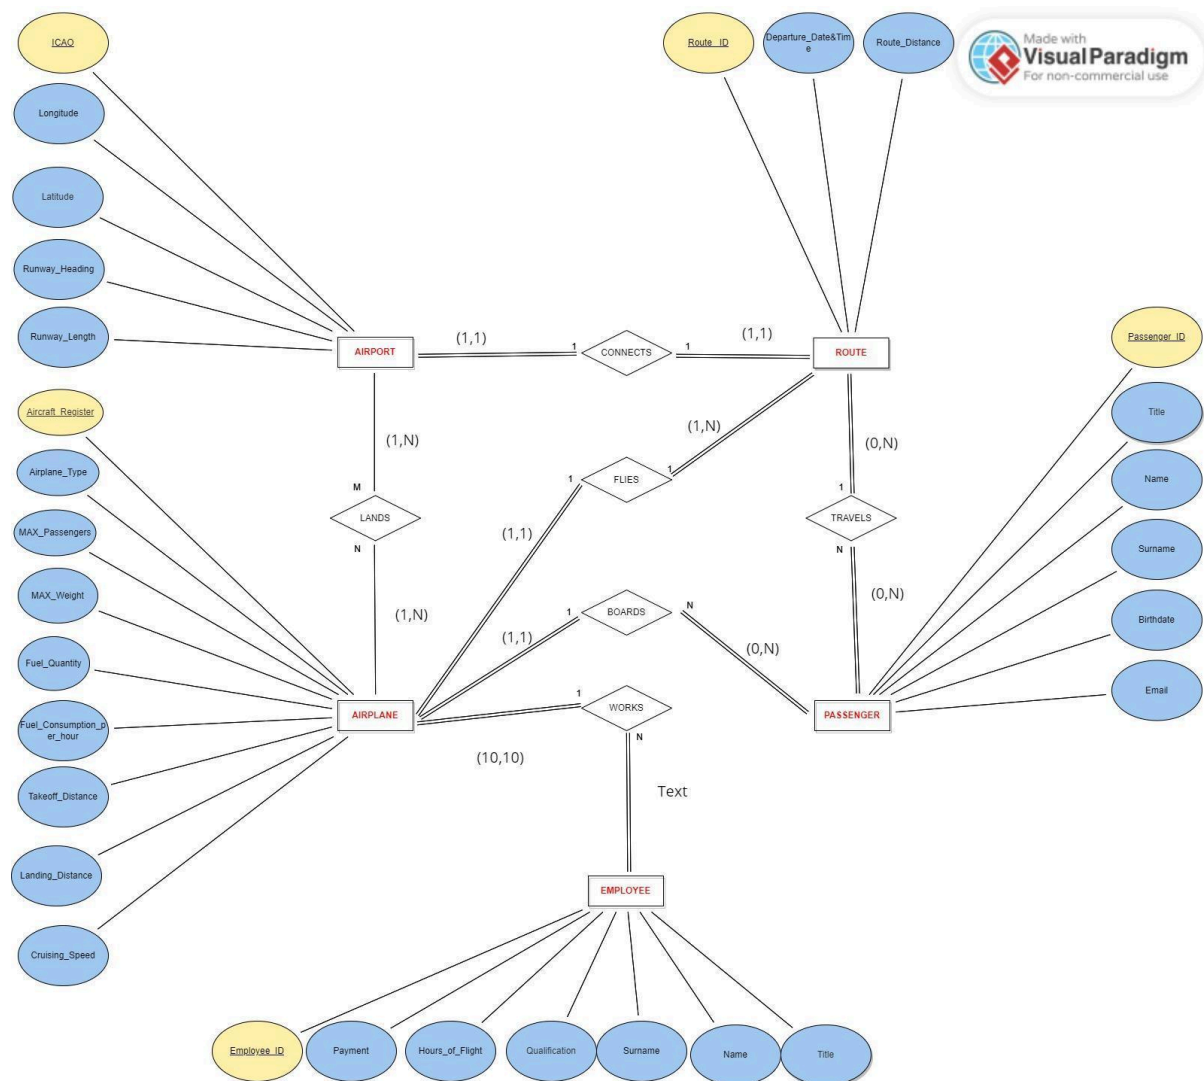 ICAO
Route_ID
Departure_Date&Tim
e
Route_Distance
Made with
Visual Paradigm
For non-commercial use
Longitude
Latitude
Runway_Heading
Runway_Length
AIRPORT
(1,1)
1
CONNECTS
1
(1,1)
ROUTE
Passenger_ID
Aircraft_Register
Title
(1,N)
(1,N)
(0,N)
Airplane_Type
Name
M
1
FLIES
1
1
MAX_Passengers
LANDS
TRAVELS
Surname
N
(1,1)
N
MAX_Weight
(1,N)
(1,1)
1
BOARDS
N
(0,N)
(0,N)
Birthdate
Fuel_Quantity
Email
Fuel_Consumption_p
er_hour
AIRPLANE
1
WORKS
N
PASSENGER
(10,10)
Takeoff_Distance
Text
Landing_Distance
EMPLOYEE
Cruising_Speed
Employee_ID
Payment
Hours_of_Flight
Qualification
Surname
Name
Title